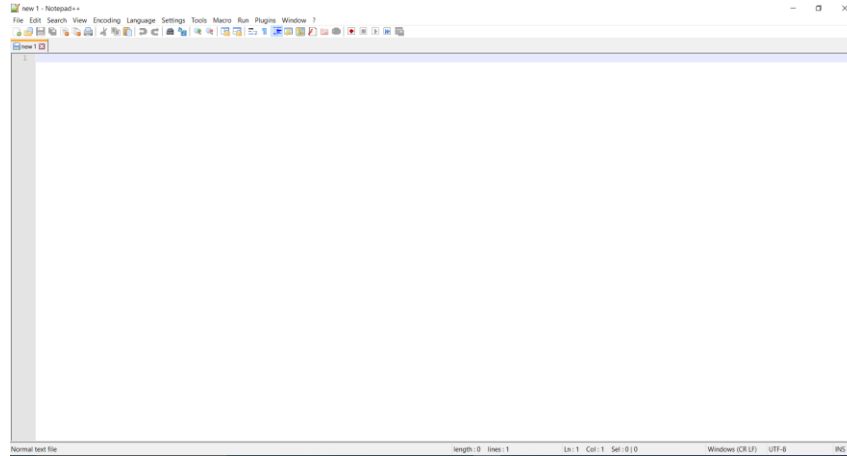 new 1 - Notepad++
File Edit Search View Encoding Language Settings Tools Macro Run Plugins Window ?
new 1
1
Normal text file length : 0 lines : 1 Ln : 1 Col : 1 Sel : 0 | 0 Windows (CR LF) UTF-8 INS